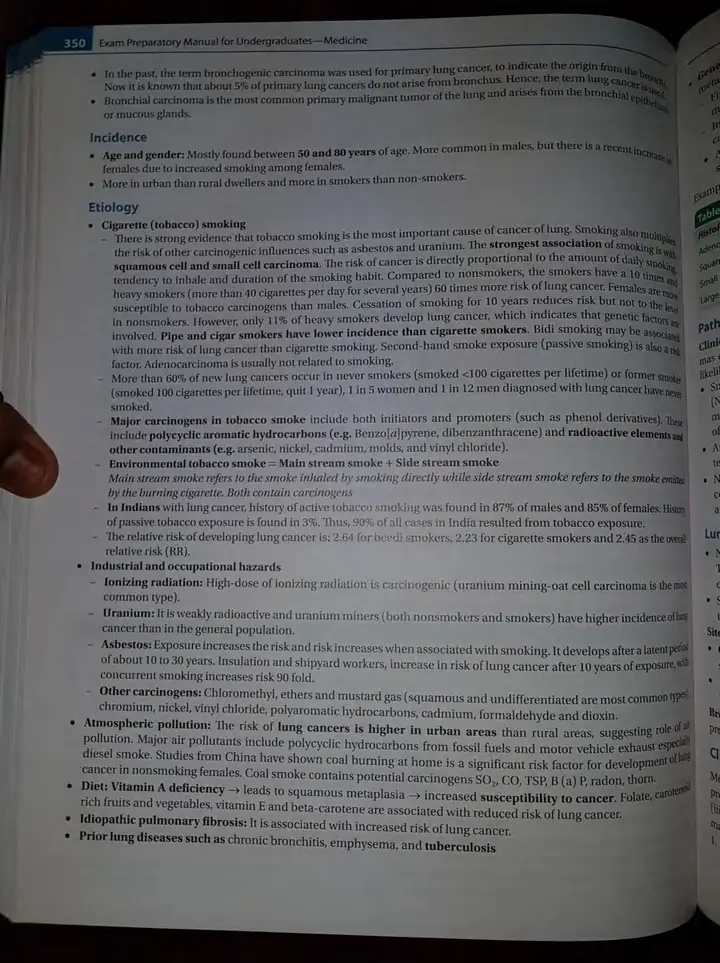 350 Exam Preparatory Manual for Undergraduates—Medicine
• In the past, the term bronchogenic carcinoma was used for primary lung cancer, to indicate the origin from the bronchi.
Now it is known that about 5% of primary lung cancers do not arise from bronchus. Hence, the term lung cancer is used.
• Bronchial carcinoma is the most common primary malignant tumor of the lung and arises from the bronchial epithelium
or mucous glands.
Incidence
• Age and gender: Mostly found between 50 and 80 years of age. More common in males, but there is a recent increase in
females due to increased smoking among females.
• More in urban than rural dwellers and more in smokers than non-smokers.
Etiology
• Cigarette (tobacco) smoking
– There is strong evidence that tobacco smoking is the most important cause of cancer of lung. Smoking also multiplies
the risk of other carcinogenic influences such as asbestos and uranium. The strongest association of smoking is with
squamous cell and small cell carcinoma. The risk of cancer is directly proportional to the amount of daily smoking,
tendency to inhale and duration of the smoking habit. Compared to nonsmokers, the smokers have a 10 times and
heavy smokers (more than 40 cigarettes per day for several years) 60 times more risk of lung cancer. Females are more
susceptible to tobacco carcinogens than males. Cessation of smoking for 10 years reduces risk but not to the level
in nonsmokers. However, only 11% of heavy smokers develop lung cancer, which indicates that genetic factors are
involved. Pipe and cigar smokers have lower incidence than cigarette smokers. Bidi smoking may be associated
with more risk of lung cancer than cigarette smoking. Second-hand smoke exposure (passive smoking) is also a risk
factor. Adenocarcinoma is usually not related to smoking.
– More than 60% of new lung cancers occur in never smokers (smoked <100 cigarettes per lifetime) or former smoker
(smoked 100 cigarettes per lifetime, quit 1 year), 1 in 5 women and 1 in 12 men diagnosed with lung cancer have never
smoked.
– Major carcinogens in tobacco smoke include both initiators and promoters (such as phenol derivatives). These
include polycyclic aromatic hydrocarbons (e.g. Benzo[a]pyrene, dibenzanthracene) and radioactive elements and
other contaminants (e.g. arsenic, nickel, cadmium, molds, and vinyl chloride).
– Environmental tobacco smoke = Main stream smoke + Side stream smoke
Main stream smoke refers to the smoke inhaled by smoking directly while side stream smoke refers to the smoke emitted
by the burning cigarette. Both contain carcinogens
– In Indians with lung cancer, history of active tobacco smoking was found in 87% of males and 85% of females. History
of passive tobacco exposure is found in 3%. Thus, 90% of all cases in India resulted from tobacco exposure.
– The relative risk of developing lung cancer is: 2.64 for beedi smokers, 2.23 for cigarette smokers and 2.45 as the overall
relative risk (RR).
• Industrial and occupational hazards
– Ionizing radiation: High-dose of ionizing radiation is carcinogenic (uranium mining-oat cell carcinoma is the most
common type).
– Uranium: It is weakly radioactive and uranium miners (both nonsmokers and smokers) have higher incidence of lung
cancer than in the general population.
– Asbestos: Exposure increases the risk and risk increases when associated with smoking. It develops after a latent period
of about 10 to 30 years. Insulation and shipyard workers, increase in risk of lung cancer after 10 years of exposure, with
concurrent smoking increases risk 90 fold.
– Other carcinogens: Chloromethyl, ethers and mustard gas (squamous and undifferentiated are most common types),
chromium, nickel, vinyl chloride, polyaromatic hydrocarbons, cadmium, formaldehyde and dioxin.
• Atmospheric pollution: The risk of lung cancers is higher in urban areas than rural areas, suggesting role of air
pollution. Major air pollutants include polycyclic hydrocarbons from fossil fuels and motor vehicle exhaust especially
diesel smoke. Studies from China have shown coal burning at home is a significant risk factor for development of lung
cancer in nonsmoking females. Coal smoke contains potential carcinogens SO₂, CO, TSP, B (a) P, radon, thorn.
• Diet: Vitamin A deficiency → leads to squamous metaplasia → increased susceptibility to cancer. Folate, carotenoid
rich fruits and vegetables, vitamin E and beta-carotene are associated with reduced risk of lung cancer.
• Idiopathic pulmonary fibrosis: It is associated with increased risk of lung cancer.
• Prior lung diseases such as chronic bronchitis, emphysema, and tuberculosis